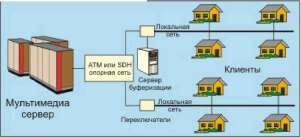 Локальная
сеть
ATM или SDH
опорная сеть
Сервер
буферизации
Клиенты
Мультимедиа
сервер
Локальная
сеть
Переключатели